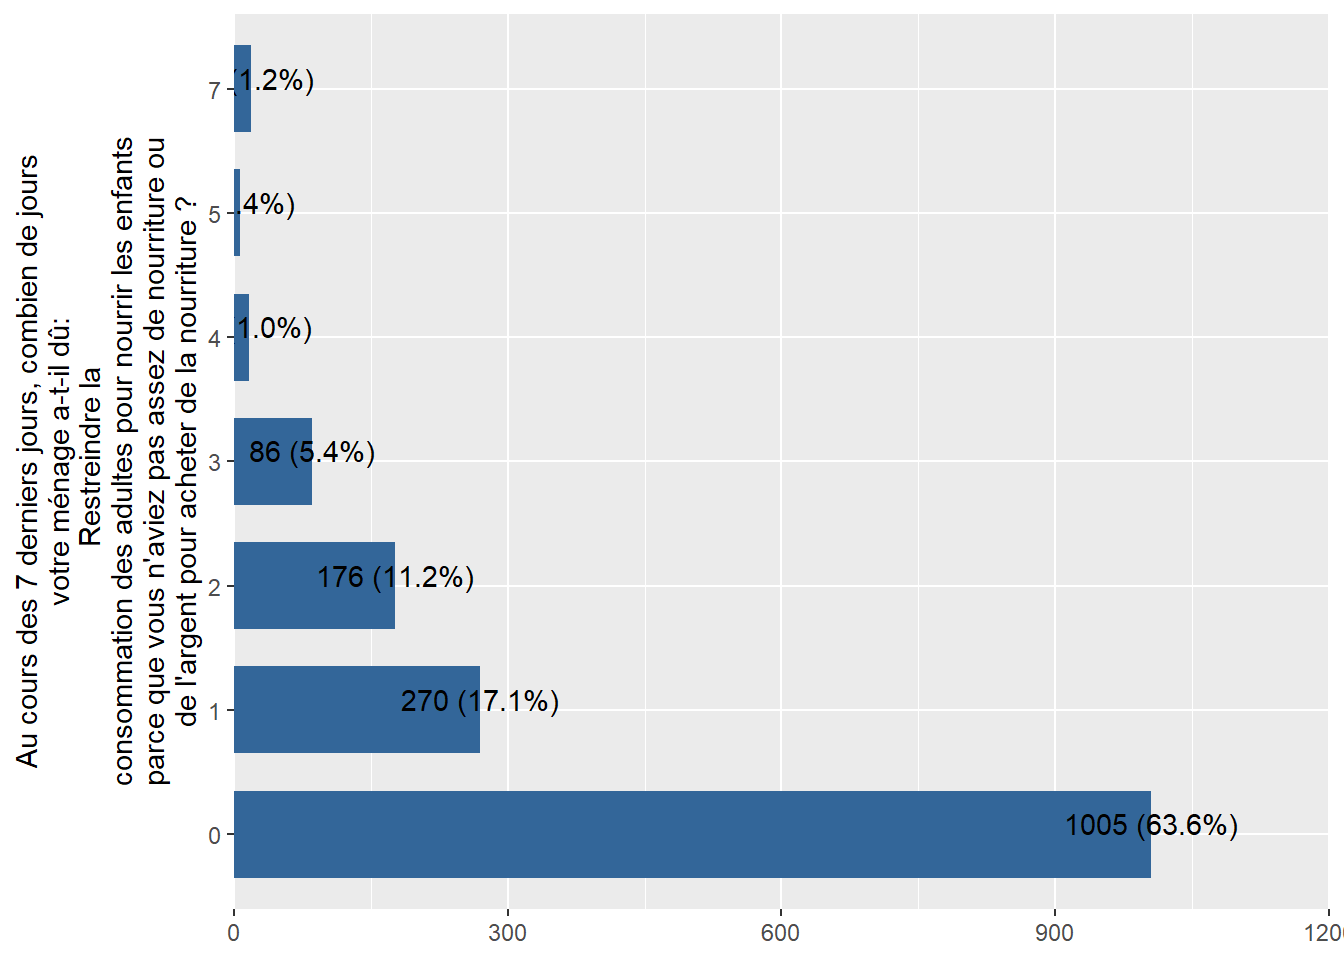 Au cours des 7 derniers jours, combien de jours
votre ménage a-t-il dû:
Restreindre la
consommation des adultes pour nourrir les enfants
parce que vous n'aviez pas assez de nourriture ou
de l'argent pour acheter de la nourriture ?
7 (1.2%)
5 .4%)
4 1.0%)
3 86 (5.4%)
2 176 (11.2%)
1 270 (17.1%)
0 1005 (63.6%)
0 300 600 900 120